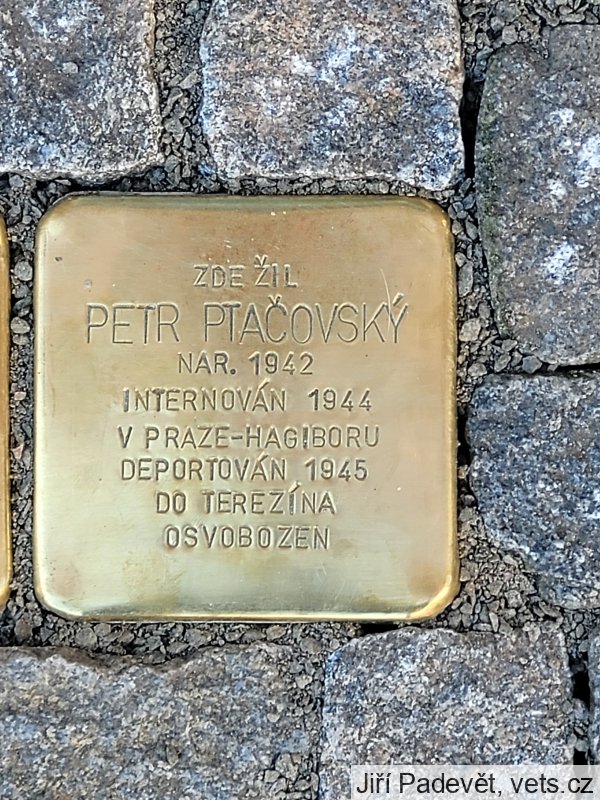 ZDE ŽIL
PETR PTAČOVSKÝ
NAR. 1942
INTERNOVÁN 1944
V PRAZE-HAGIBORU
DEPORTOVÁN 1945
DO TEREZÍNA
OSVOBOZEN
Jiří Padevět, vets.cz